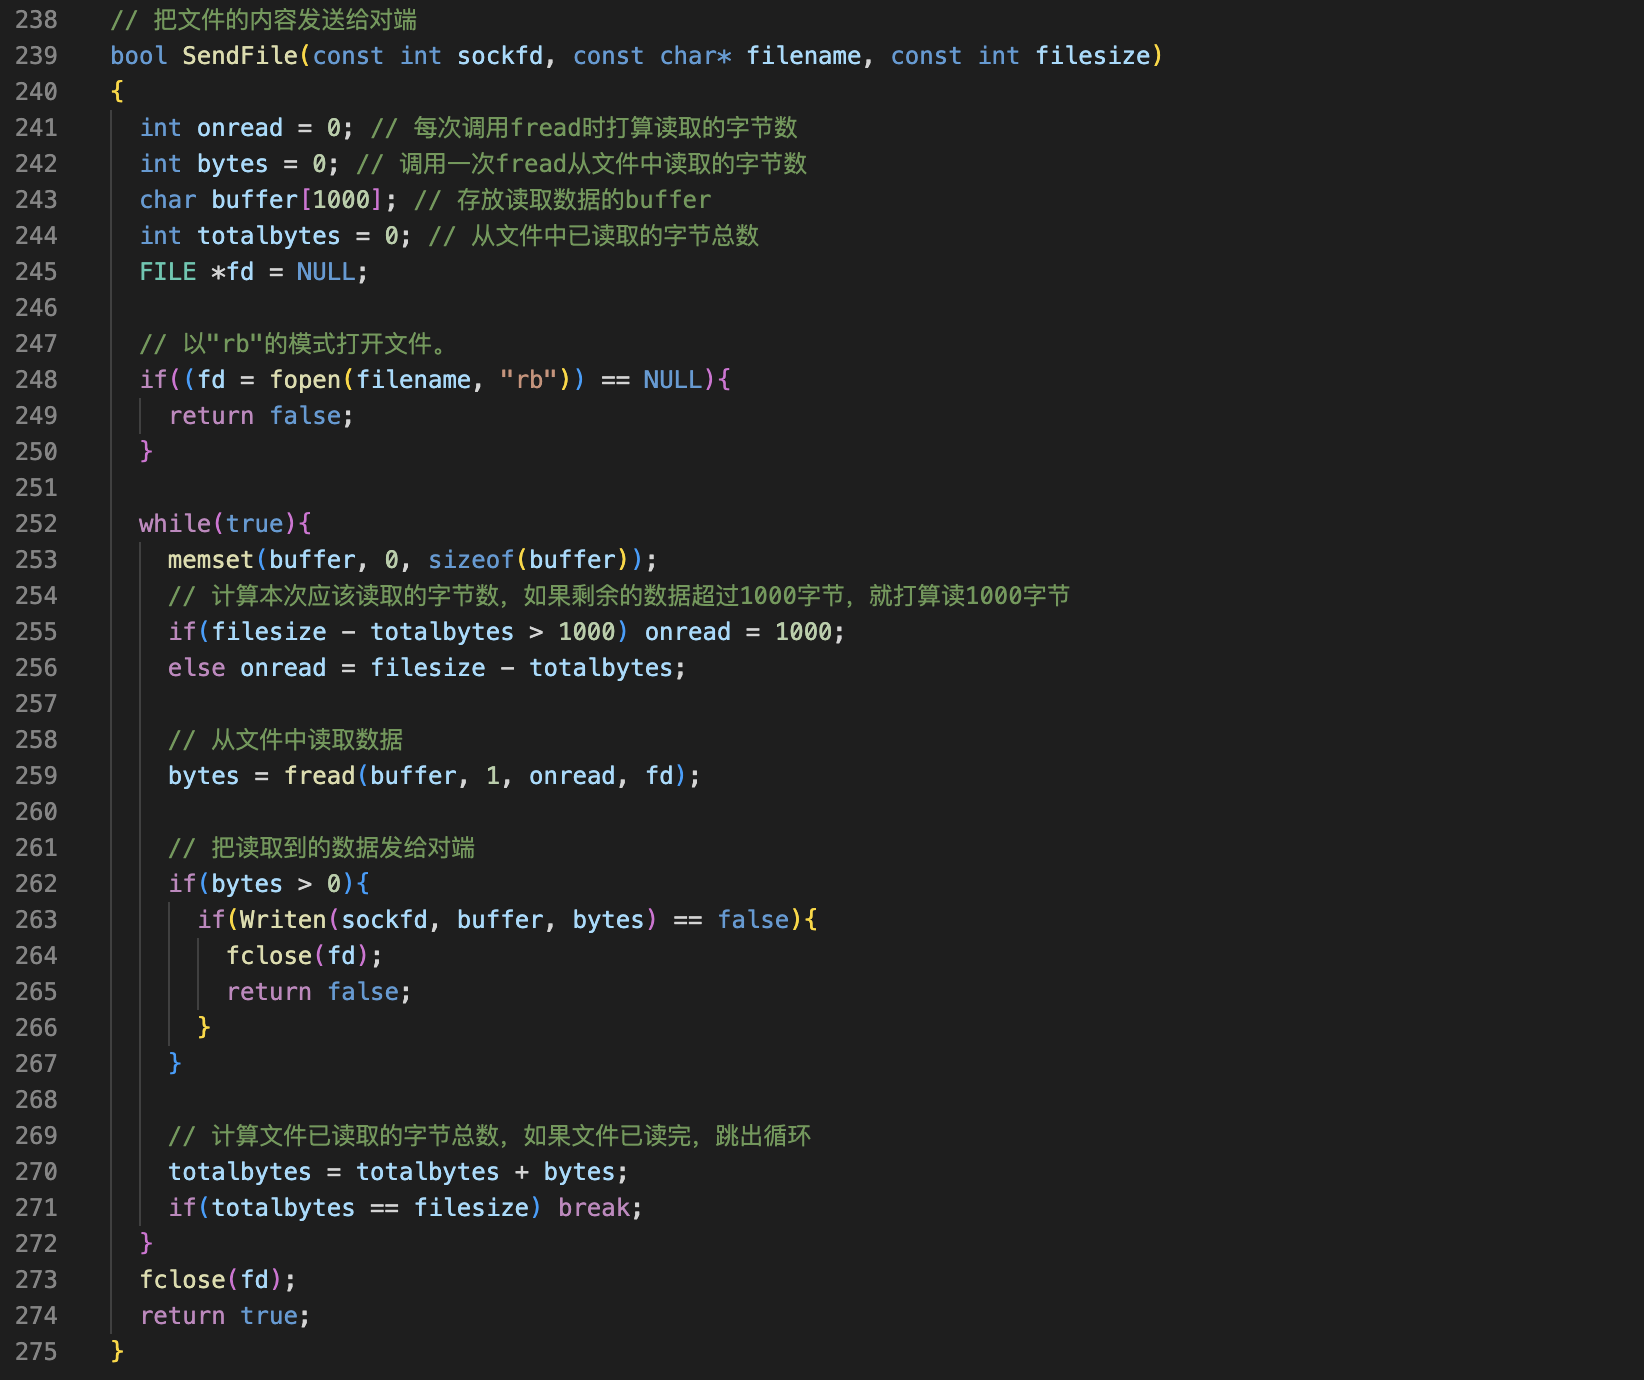 238 // 把文件的内容发送给对端
239 bool SendFile(const int sockfd, const char* filename, const int filesize)
240 {
241   int onread = 0; // 每次调用fread时打算读取的字节数
242   int bytes = 0; // 调用一次fread从文件中读取的字节数
243   char buffer[1000]; // 存放读取数据的buffer
244   int totalbytes = 0; // 从文件中已读取的字节总数
245   FILE *fd = NULL;
246
247   // 以"rb"的模式打开文件。
248   if((fd = fopen(filename, "rb")) == NULL){
249     return false;
250   }
251
252   while(true){
253     memset(buffer, 0, sizeof(buffer));
254     // 计算本次应该读取的字节数，如果剩余的数据超过1000字节，就打算读1000字节
255     if(filesize - totalbytes > 1000) onread = 1000;
256     else onread = filesize - totalbytes;
257
258     // 从文件中读取数据
259     bytes = fread(buffer, 1, onread, fd);
260
261     // 把读取到的数据发给对端
262     if(bytes > 0){
263       if(Writen(sockfd, buffer, bytes) == false){
264         fclose(fd);
265         return false;
266       }
267     }
268
269     // 计算文件已读取的字节总数，如果文件已读完，跳出循环
270     totalbytes = totalbytes + bytes;
271     if(totalbytes == filesize) break;
272   }
273   fclose(fd);
274   return true;
275 }